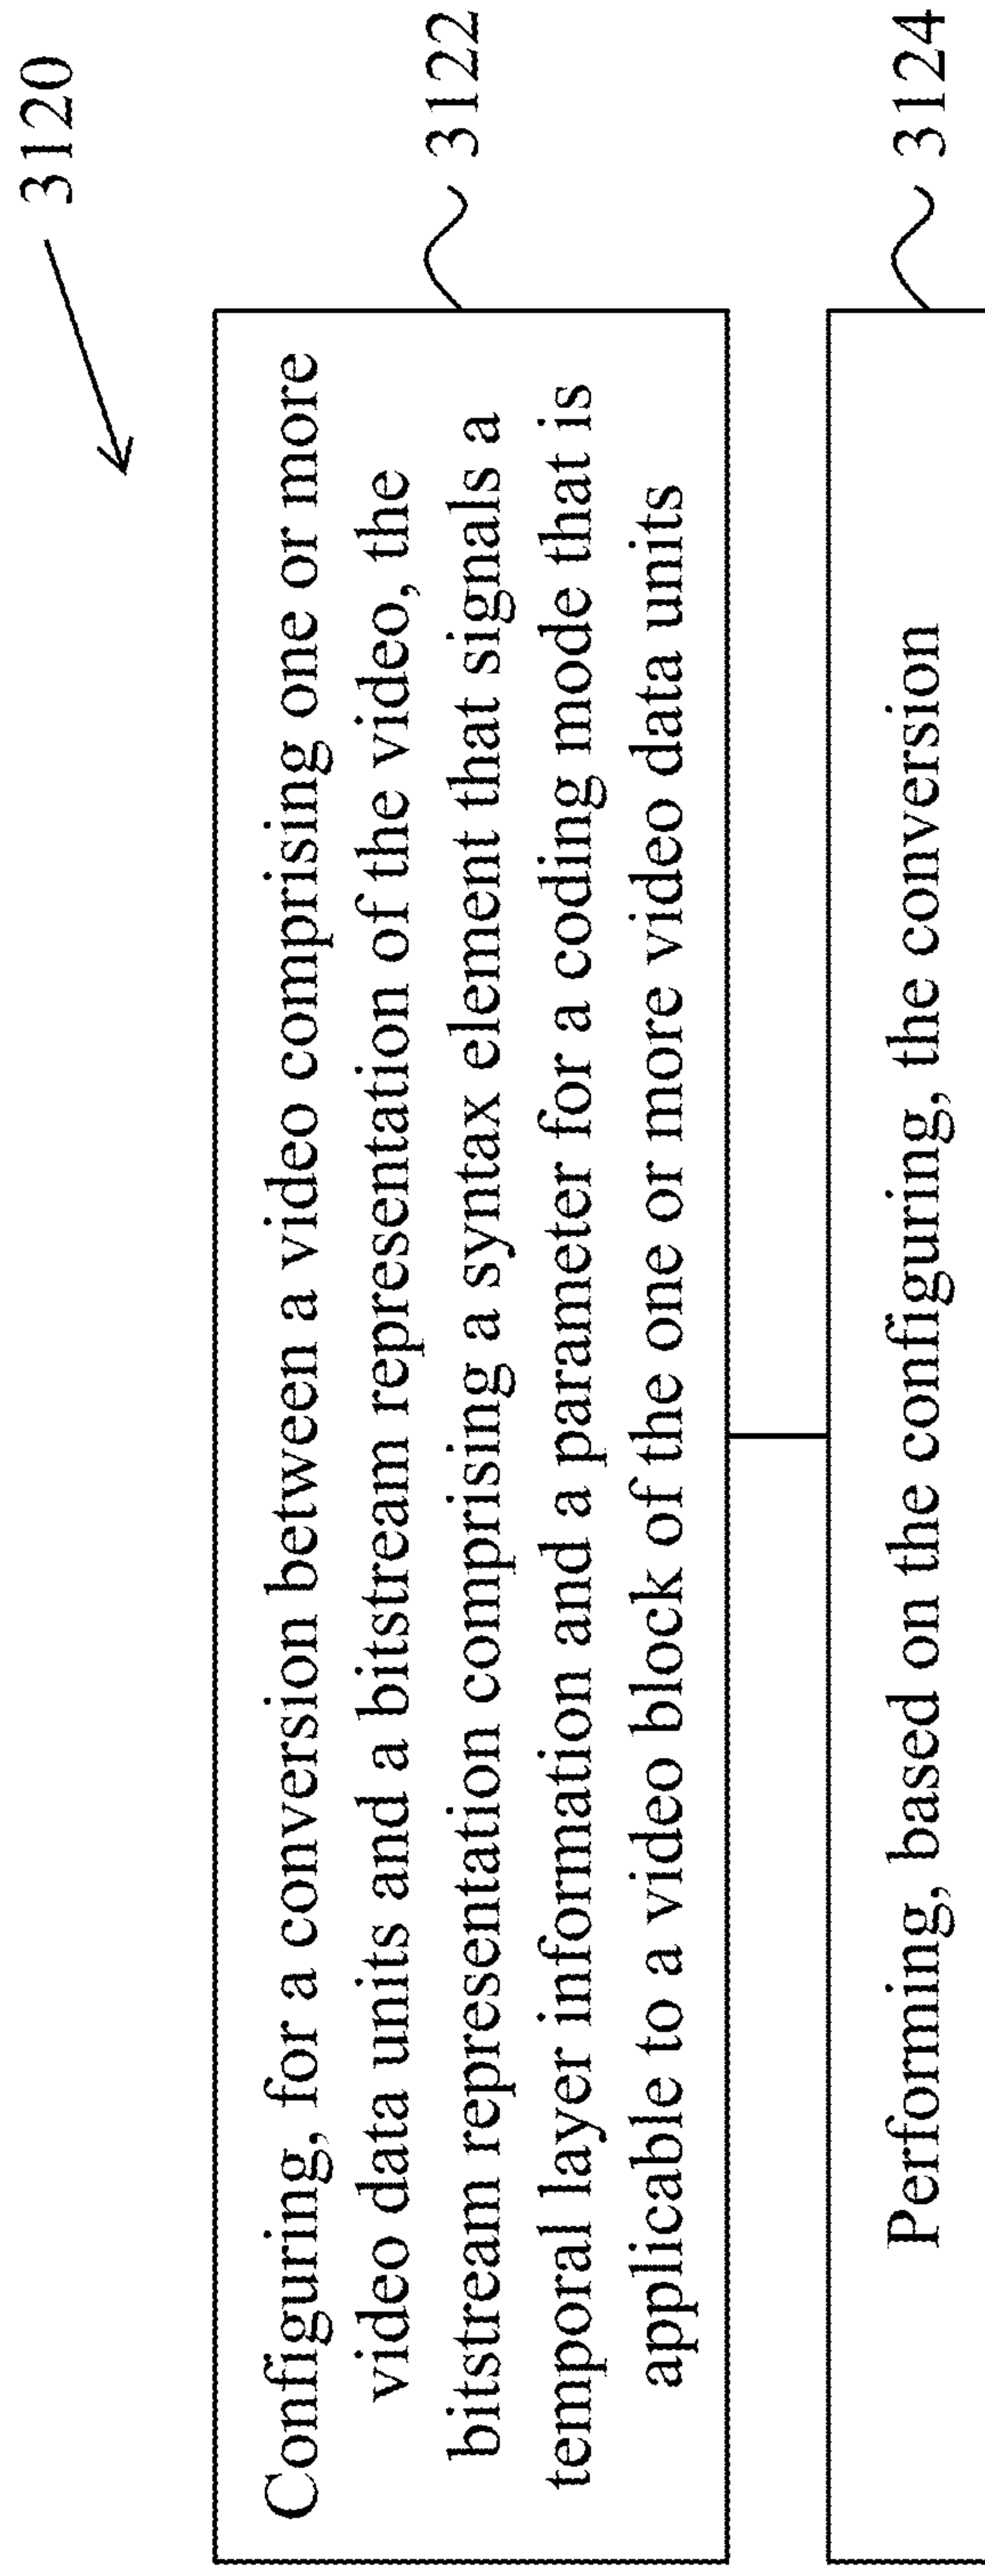 3120
Configuring, for a conversion between a video comprising one or more
video data units and a bitstream representation of the video, the
bitstream representation comprising a syntax element that signals a
temporal layer information and a parameter for a coding mode that is
applicable to a video block of the one or more video data units
3122
Performing, based on the configuring, the conversion
3124